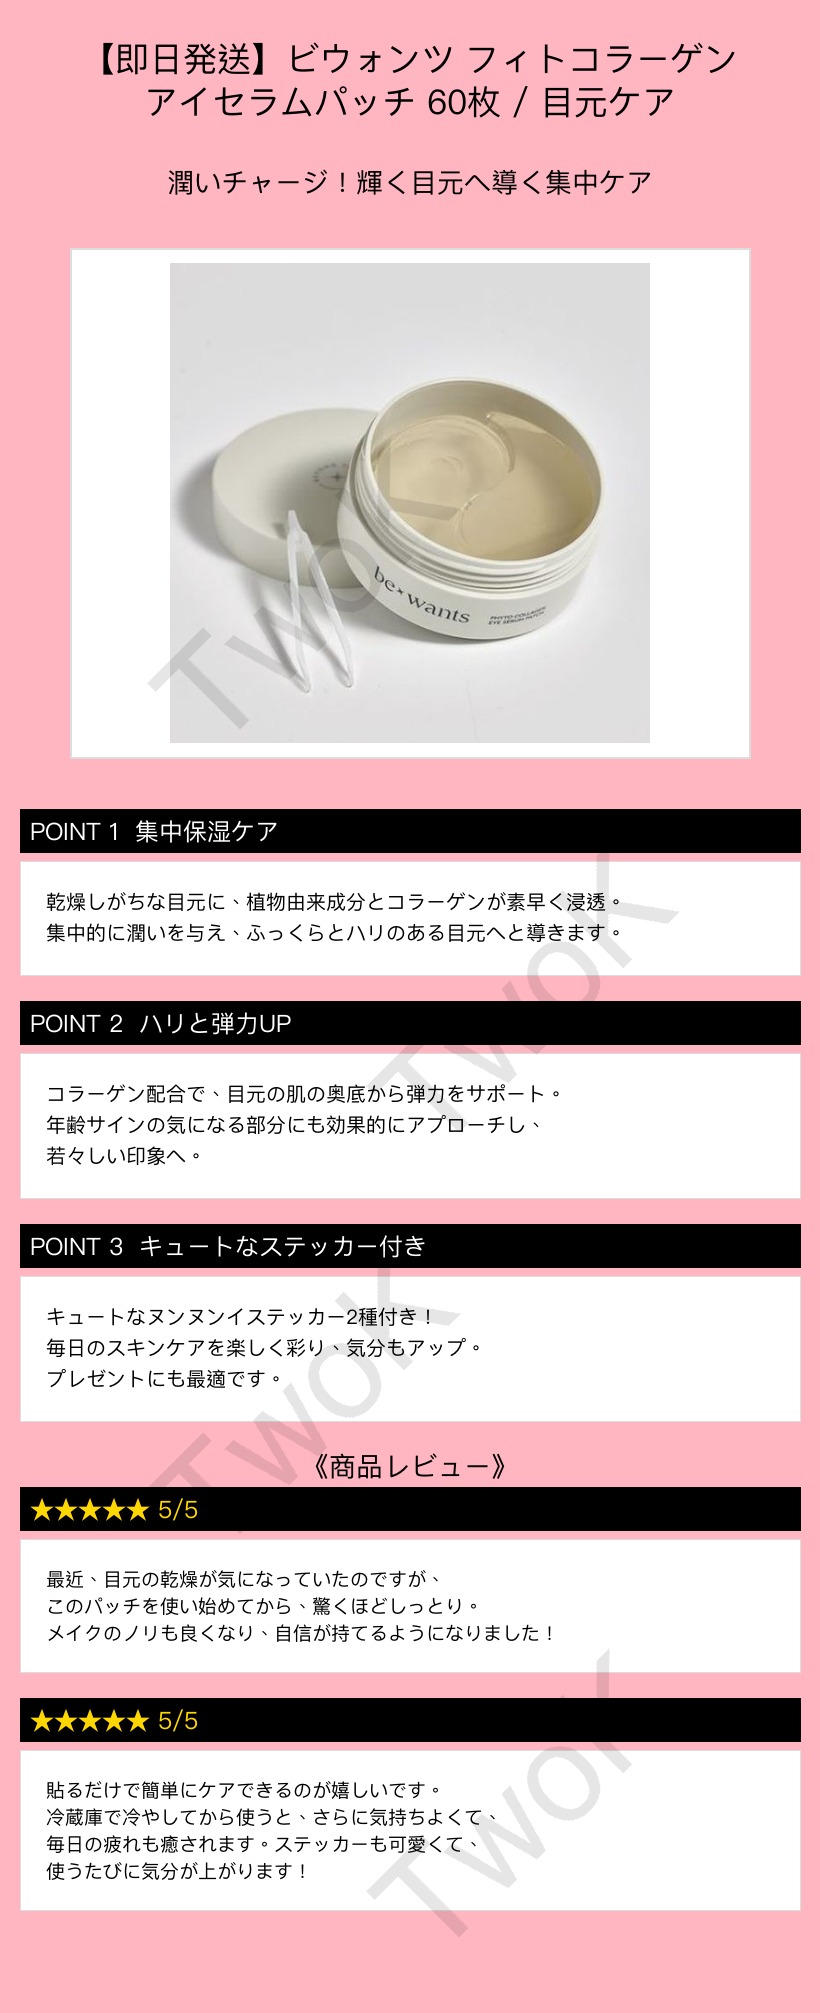 【即日発送】ビウォンツ フィトコラーゲン
アイセラムパッチ 60枚 / 目元ケア
潤いチャージ！輝く目元へ導く集中ケア
be wants
PHYTO-COLLAGEN
EYE SERUM PATCH
TwoK
POINT 1 集中保湿ケア
乾燥しがちな目元に、植物由来成分とコラーゲンが素早く浸透。
集中的に潤いを与え、ふっくらとハリのある目元へと導きます。
TwoK
POINT 2 ハリと弾力UP
コラーゲン配合で、目元の肌の奥底から弾力をサポート。
年齢サインの気になる部分にも効果的にアプローチし、
若々しい印象へ。
POINT 3 キュートなステッカー付き
キュートなヌンヌンイステッカー2種付き！
毎日のスキンケアを楽しく彩り、気分もアップ。
プレゼントにも最適です。
TwoK
《商品レビュー》
★★★★★ 5/5
最近、目元の乾燥が気になっていたのですが、
このパッチを使い始めてから、驚くほどしっとり。
メイクのノリも良くなり、自信が持てるようになりました！
★★★★★ 5/5
貼るだけで簡単にケアできるのが嬉しいです。
冷蔵庫で冷やしてから使うと、さらに気持ちよくて、
毎日の疲れも癒されます。ステッカーも可愛くて、
使うたびに気分が上がります！
TwoK